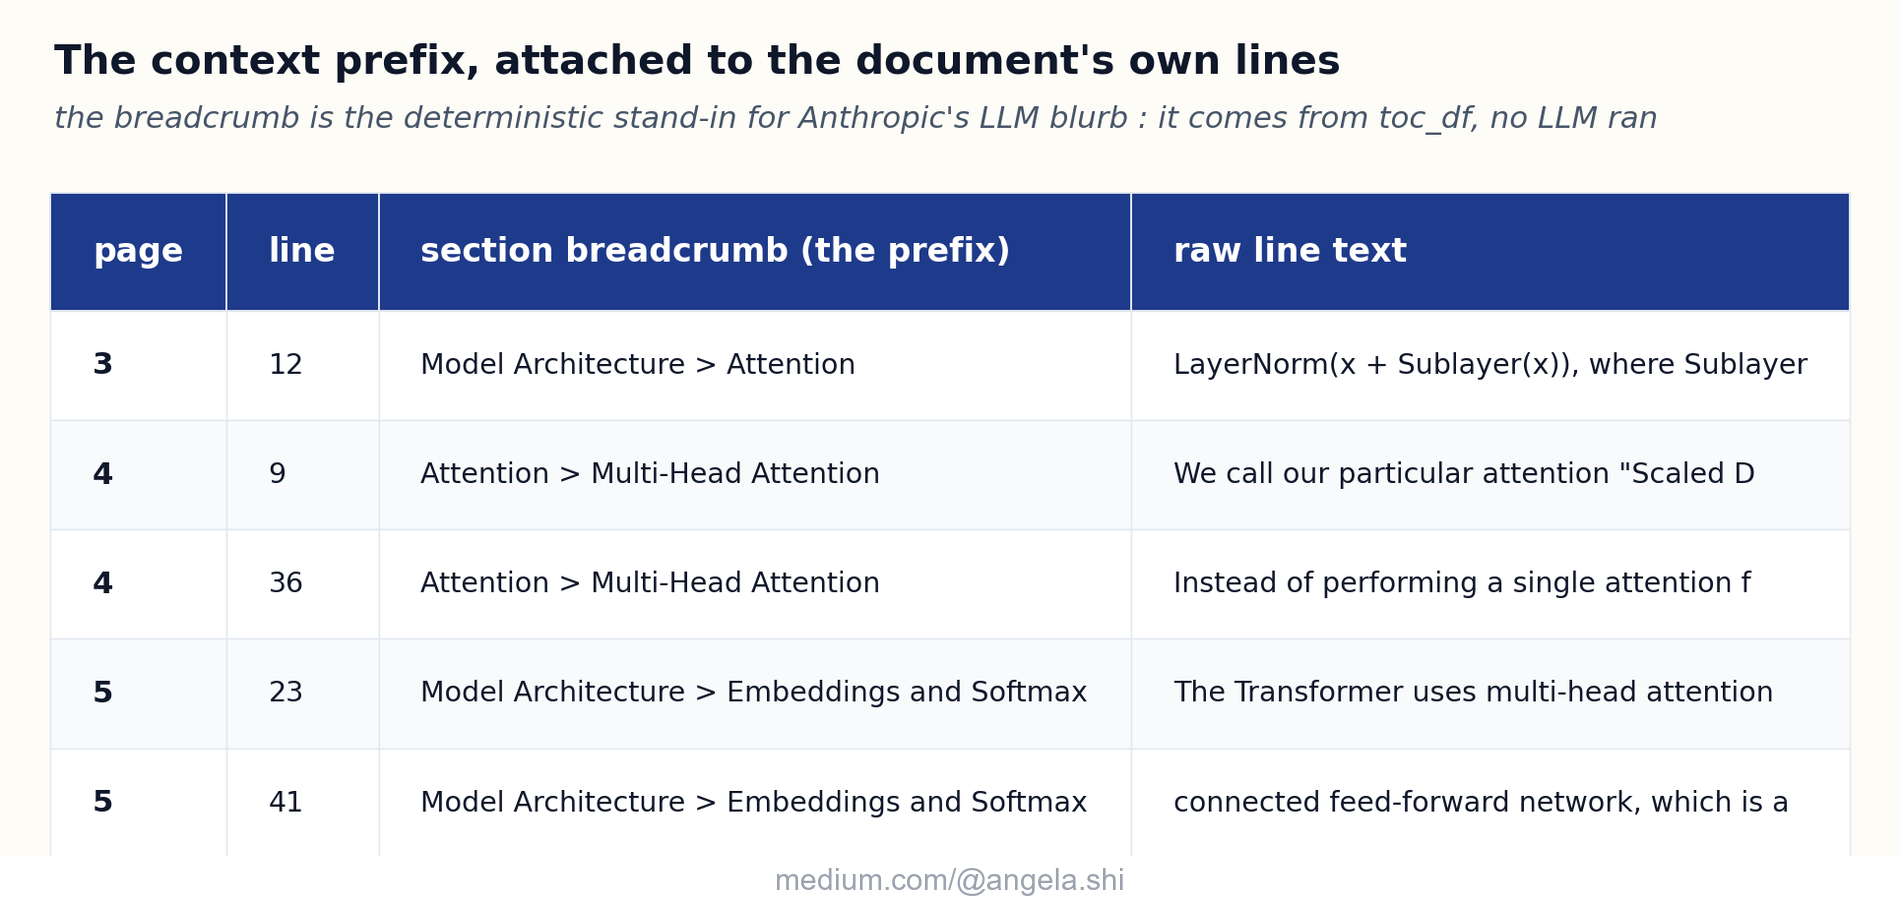 The context prefix, attached to the document's own lines
the breadcrumb is the deterministic stand-in for Anthropic's LLM blurb : it comes from toc_df, no LLM ran
page line section breadcrumb (the prefix) raw line text
3 12 Model Architecture > Attention LayerNorm(x + Sublayer(x)), where Sublayer
4 9 Attention > Multi-Head Attention We call our particular attention "Scaled D
4 36 Attention > Multi-Head Attention Instead of performing a single attention f
5 23 Model Architecture > Embeddings and Softmax The Transformer uses multi-head attention
5 41 Model Architecture > Embeddings and Softmax connected feed-forward network, which is a
medium.com/@angela.shi